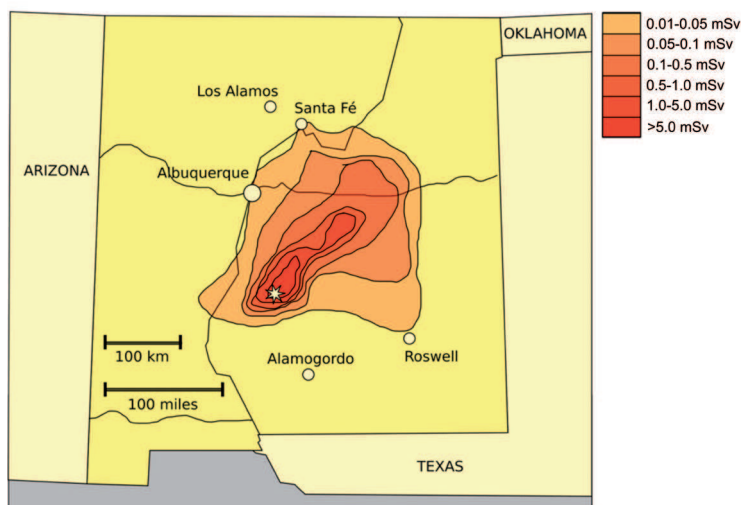 0.01-0.05 mSv
0.05-0.1 mSv
0.1-0.5 mSv
0.5-1.0 mSv
1.0-5.0 mSv
>5.0 mSv
OKLAHOMA
Los Alamos
Santa Fé
ARIZONA
Albuquerque
100 km
Alamogordo
Roswell
100 miles
TEXAS